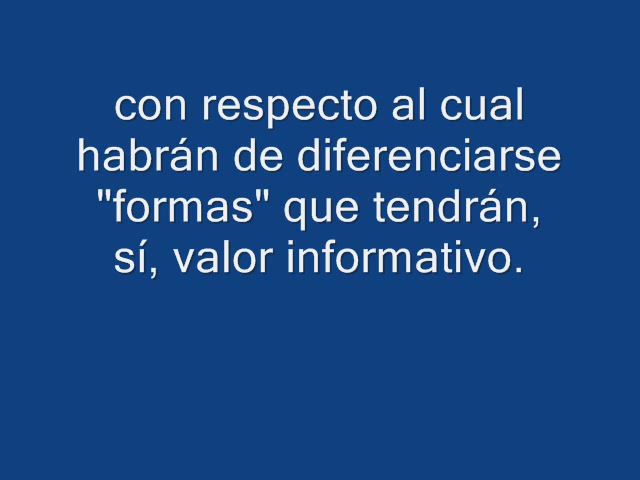 con respecto al cual
habrán de diferenciarse
"formas" que tendrán,
sí, valor informativo.